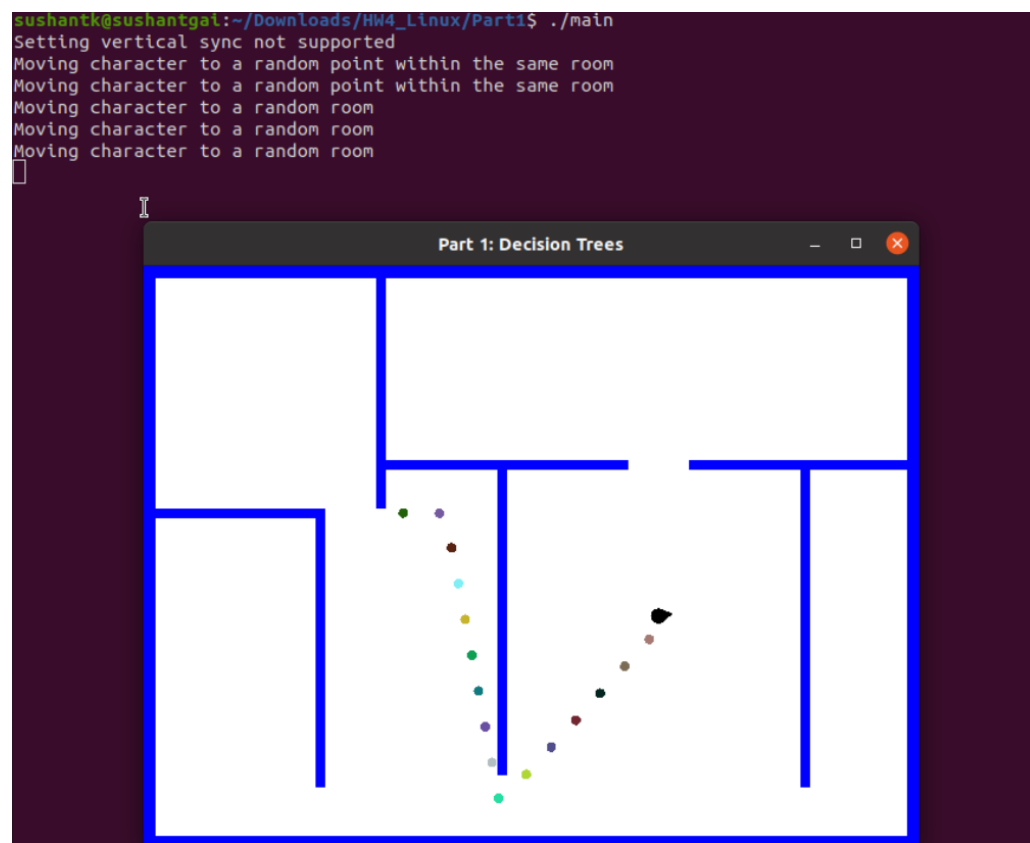 sushantk@sushantgai:~/Downloads/HW4_Linux/Part1$ ./main
Setting vertical sync not supported
Moving character to a random point within the same room
Moving character to a random point within the same room
Moving character to a random room
Moving character to a random room
Moving character to a random room
Part 1: Decision Trees